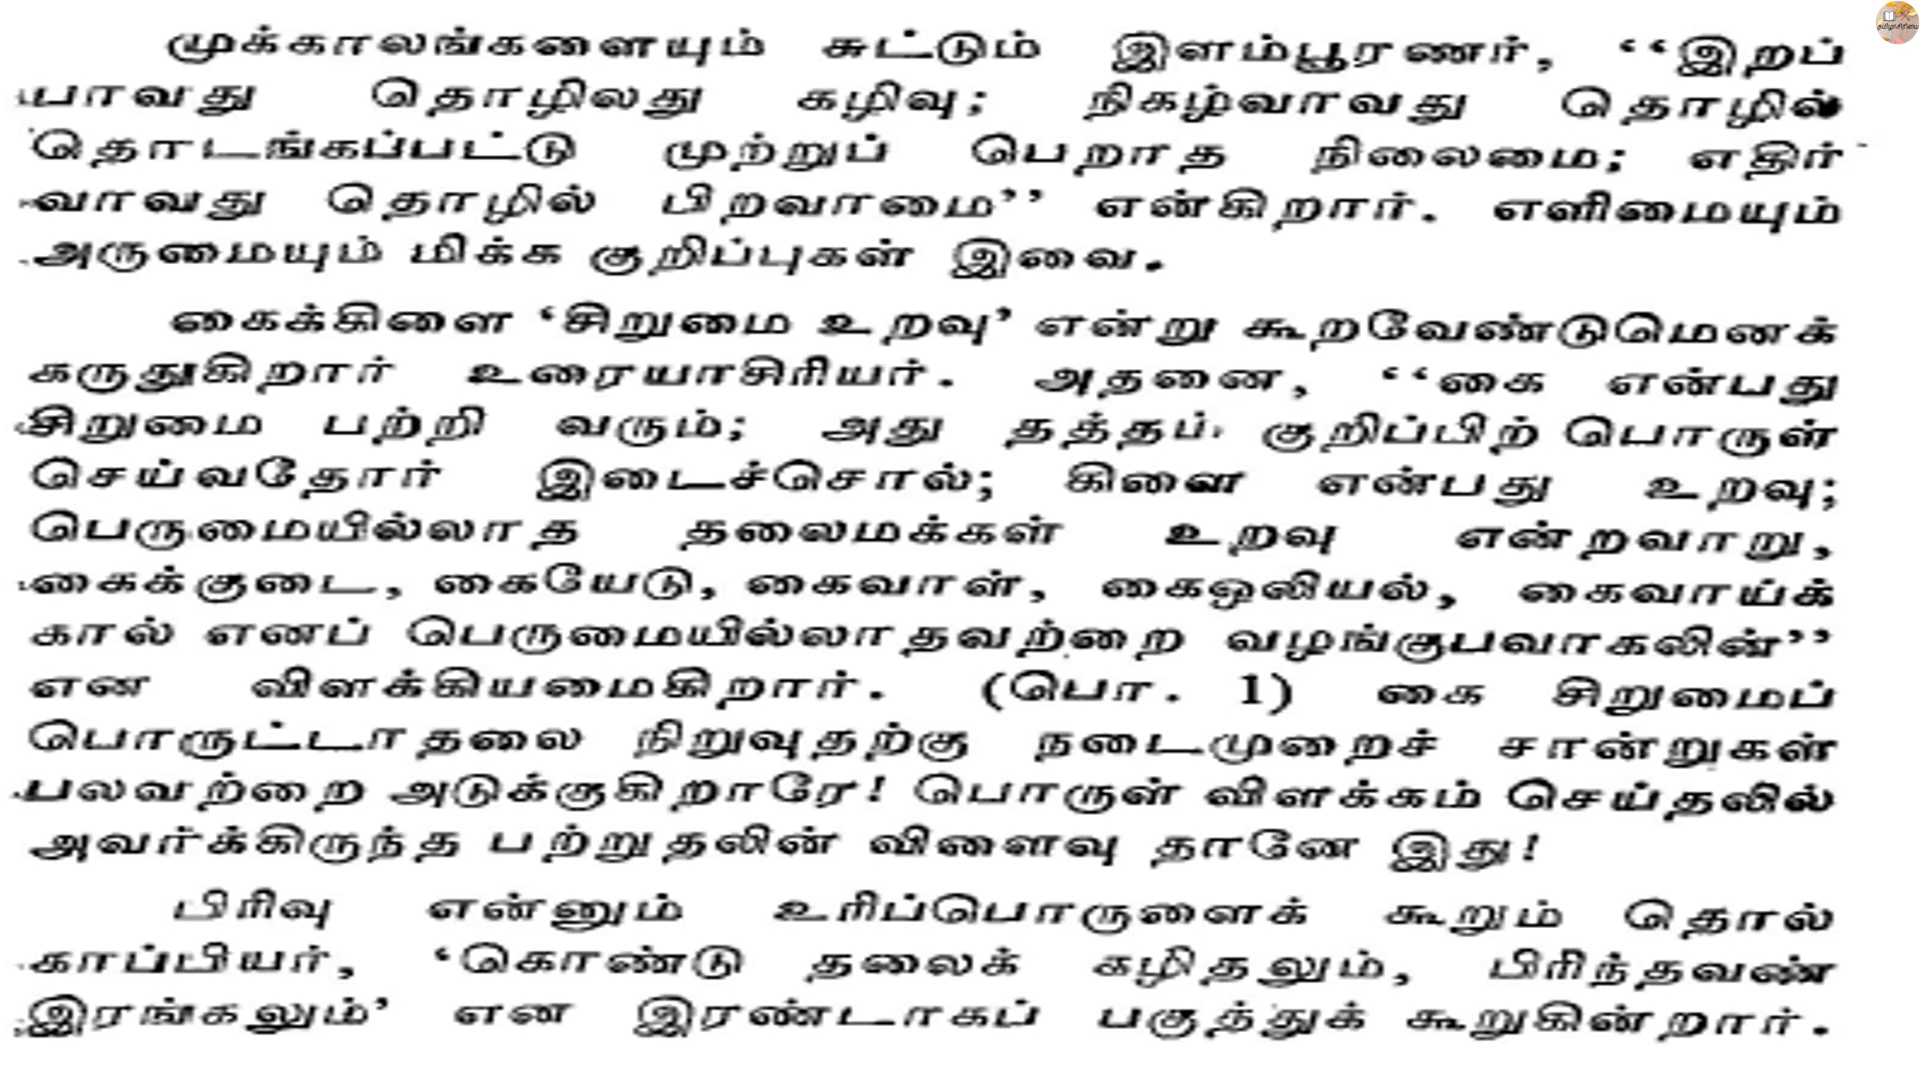 முக்காலங்களையும் சுட்டும் இளம்பூரணர், ‘‘இறப்
பாவது தொழிலது கழிவு; நிகழ்வாவது தொழில்
தொடங்கப்பட்டு முற்றுப் பெறாத நிலைமை; எதிர்
வாவது தொழில் பிறவாமை’’ என்கிறார். எளிமையும்
அருமையும் மிக்க குறிப்புகள் இவை.
கைக்கிளை ‘சிறுமை உறவு’ என்று கூறவேண்டுமெனக்
கருதுகிறார் உரையாசிரியர். அதனை, ‘‘கை என்பது
சிறுமை பற்றி வரும்; அது தத்தம் குறிப்பிற் பொருள்
செய்வதோர் இடைச்சொல்; கிளை என்பது உறவு;
பெருமையில்லாத தலைமக்கள் உறவு என்றவாறு,
கைக்குடை, கையேடு, கைவாள், கைஒலியல், கைவாய்க்
கால் எனப் பெருமையில்லாதவற்றை வழங்குபவாகலின்’’
என விளக்கியமைகிறார். (பொ. 1) கை சிறுமைப்
பொருட்டாதலை நிறுவுதற்கு நடைமுறைச் சான்றுகள்
பலவற்றை அடுக்குகிறாரே! பொருள் விளக்கம் செய்தலில்
அவர்க்கிருந்த பற்றுதலின் விளைவு தானே இது!
பிரிவு என்னும் உரிப்பொருளைக் கூறும் தொல்
காப்பியர், ‘கொண்டு தலைக் கழிதலும், பிரிந்தவண்
இரங்கலும்’ என இரண்டாகப் பகுத்துக் கூறுகின்றார்.